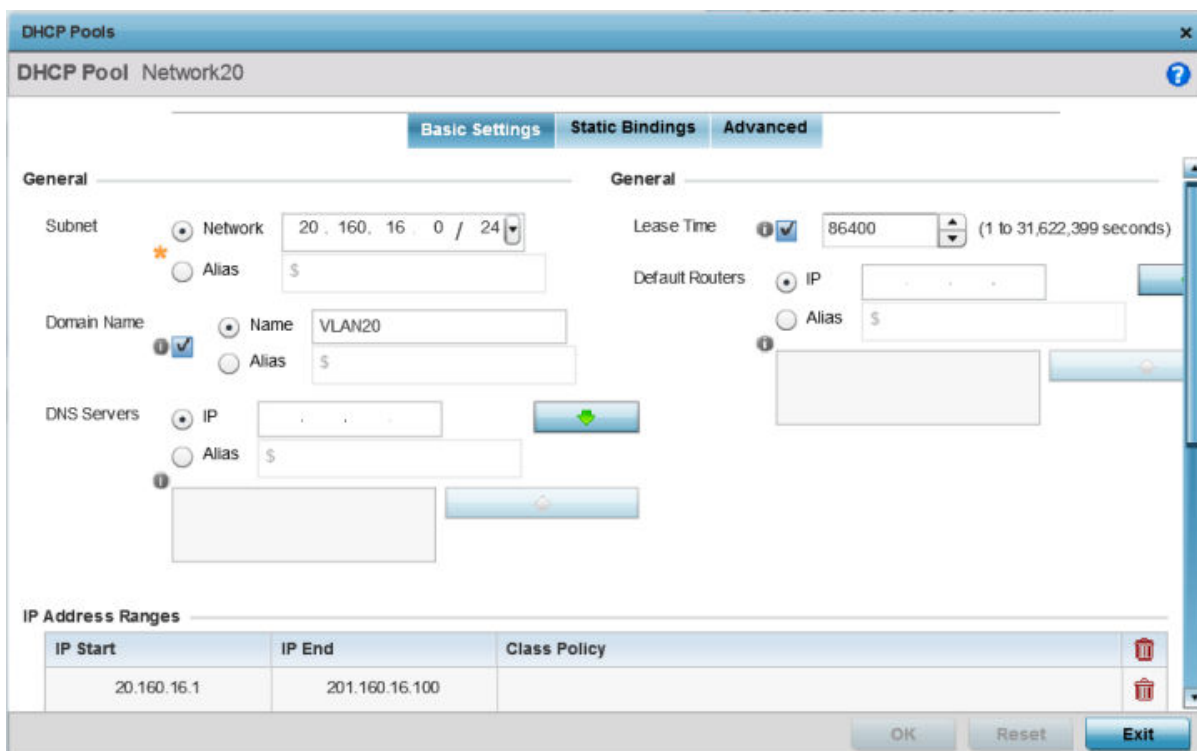 DHCP Pools
DHCP Pool Network20
Basic Settings Static Bindings Advanced
General
Subnet
Network 20 . 160. 16 . 0 / 24
Alias $
Domain Name
Name VLAN20
Alias $
DNS Servers
IP . . .
Alias $
General
Lease Time 86400 (1 to 31,622,399 seconds)
Default Routers
IP . . .
Alias $
IP Address Ranges
IP Start IP End Class Policy
20.160.16.1 201.160.16.100
OK Reset Exit